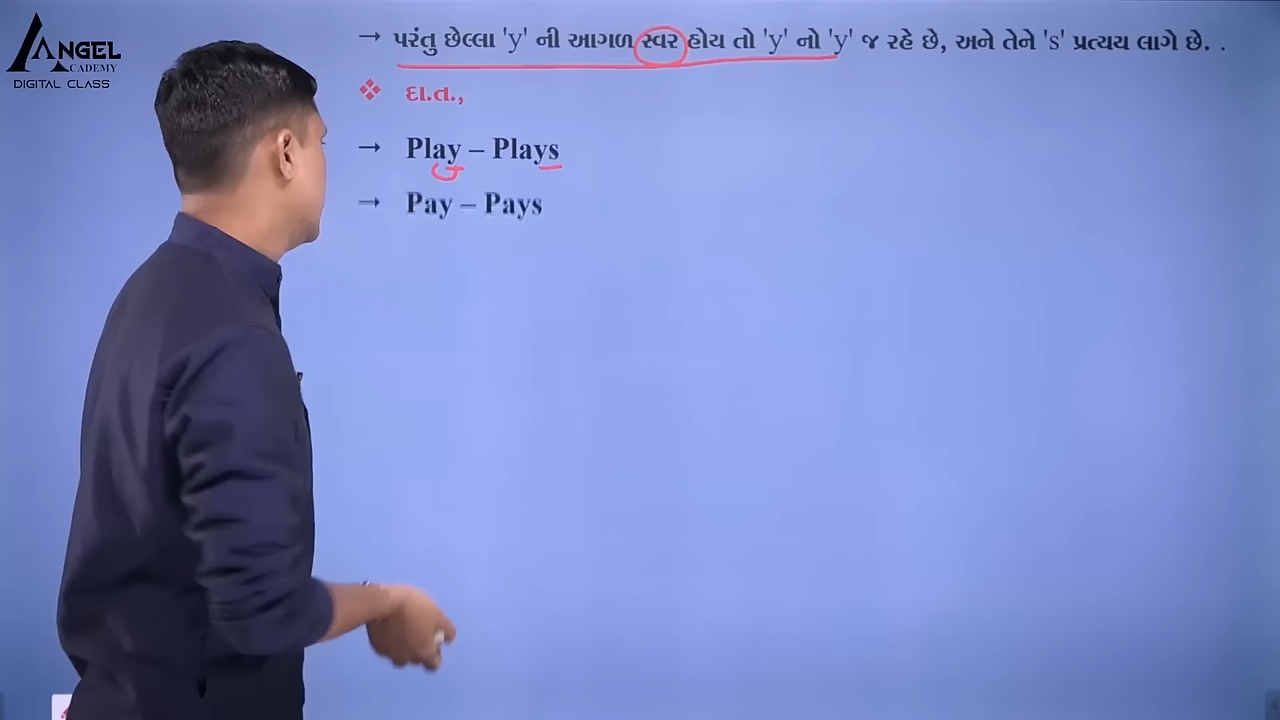 ANGEL
ACADEMY
DIGITAL CLASS
→ પરંતુ છેલ્લા 'y' ની આગળ સ્વર હોય તો 'y' નો 'y' જ રહે છે, અને તેને 's' પ્રત્યય લાગે છે. .
❖ દા.ત.,
→ Play – Plays
→ Pay – Pays